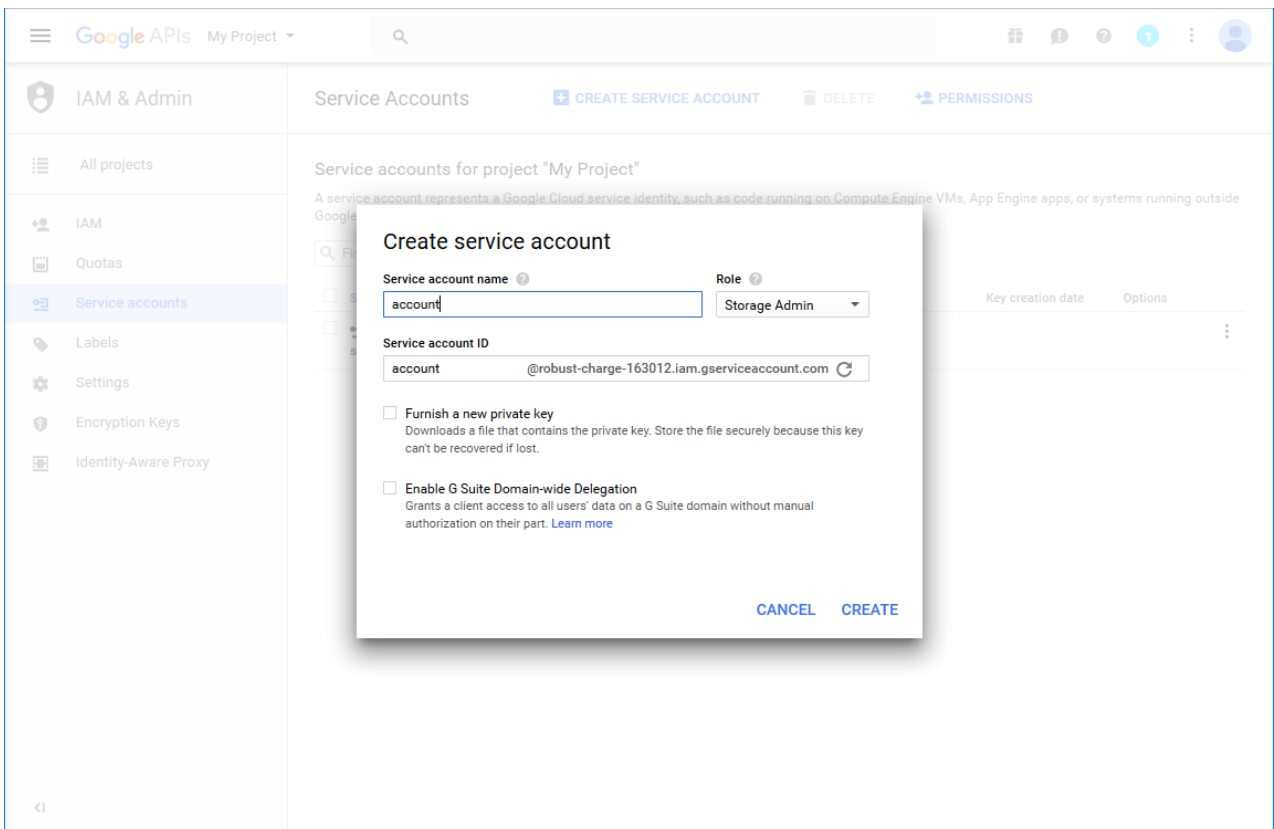 Google APIs My Project
1
IAM & Admin
Service Accounts
CREATE SERVICE ACCOUNT
DELETE
PERMISSIONS
All projects
IAM
Quotas
Service accounts
Labels
Settings
Encryption Keys
Identity-Aware Proxy
Service accounts for project "My Project"
A service account represents a Google Cloud service identity, such as code running on Compute Engine VMs, App Engine apps, or systems running outside
Google
Key creation date
Options
Create service account
Service account name
Role
account
Storage Admin
Service account ID
account @robust-charge-163012.iam.gserviceaccount.com
Furnish a new private key
Downloads a file that contains the private key. Store the file securely because this key
can't be recovered if lost.
Enable G Suite Domain-wide Delegation
Grants a client access to all users' data on a G Suite domain without manual
authorization on their part. Learn more
CANCEL
CREATE